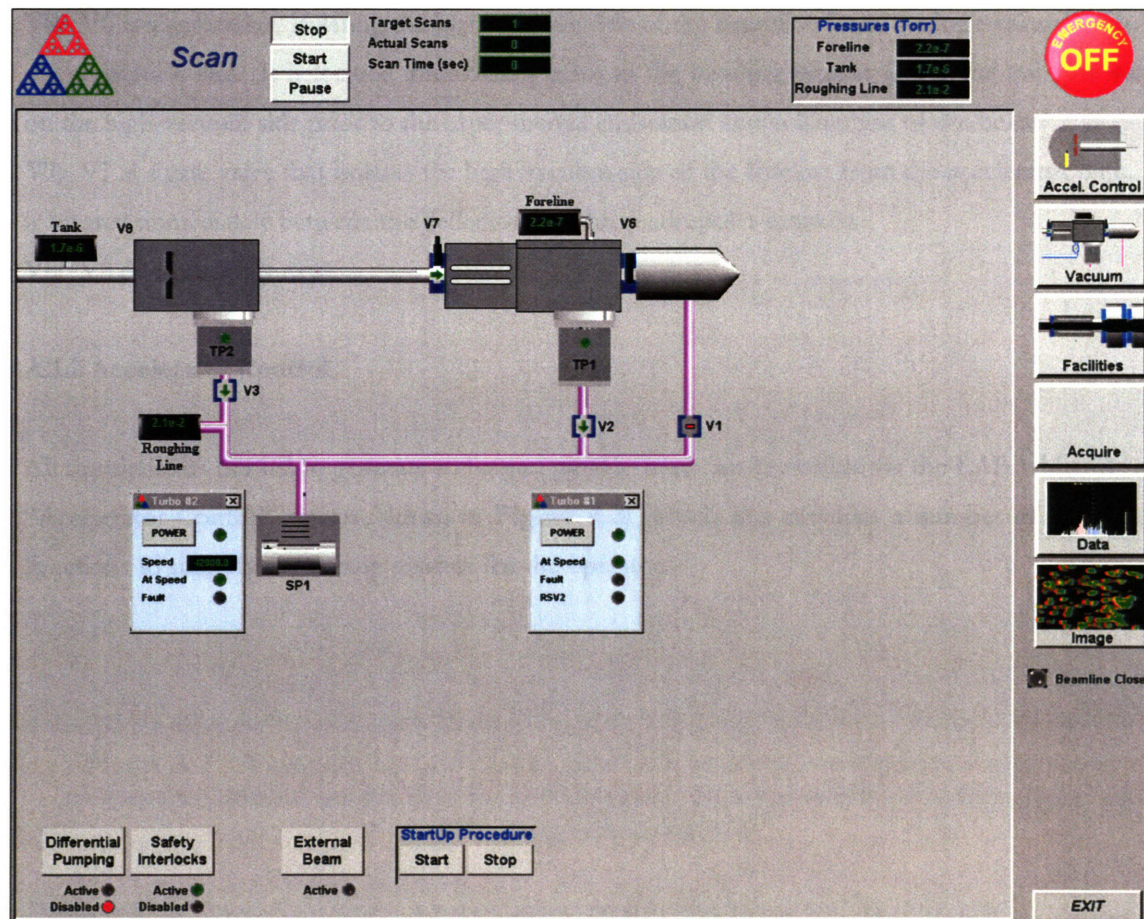 Scan
Stop
Start
Pause
Target Scans 1
Actual Scans 0
Scan Time (sec) 0
Pressures (Torr)
Foreline 2.2e-7
Tank 1.7e-6
Roughing Line 2.1e-2
EMERGENCY
OFF
Accel. Control
Vacuum
Facilities
Acquire
Data
Image
Beamline Close
Tank
1.7e-6
V7
Foreline
2.2e-7
V6
TP2
TP1
V3
V2
V1
2.1e-2
Roughing
Line
SP1
Turbo #2
POWER
Speed
At Speed
Fault
Turbo #1
POWER
At Speed
Fault
RSV2
Differential
Pumping
Active
Disabled
Safety
Interlocks
Active
Disabled
External
Beam
Active
StartUp Procedure
Start
Stop
EXIT